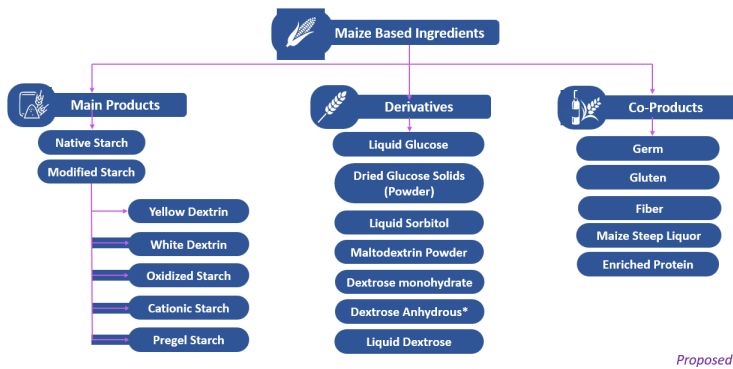 Maize Based Ingredients
Main Products
Native Starch
Modified Starch
Yellow Dextrin
White Dextrin
Oxidized Starch
Cationic Starch
Pregel Starch
Derivatives
Liquid Glucose
Dried Glucose Solids
(Powder)
Liquid Sorbitol
Maltodextrin Powder
Dextrose monohydrate
Dextrose Anhydrous*
Liquid Dextrose
Co-Products
Germ
Gluten
Fiber
Maize Steep Liquor
Enriched Protein
Proposed